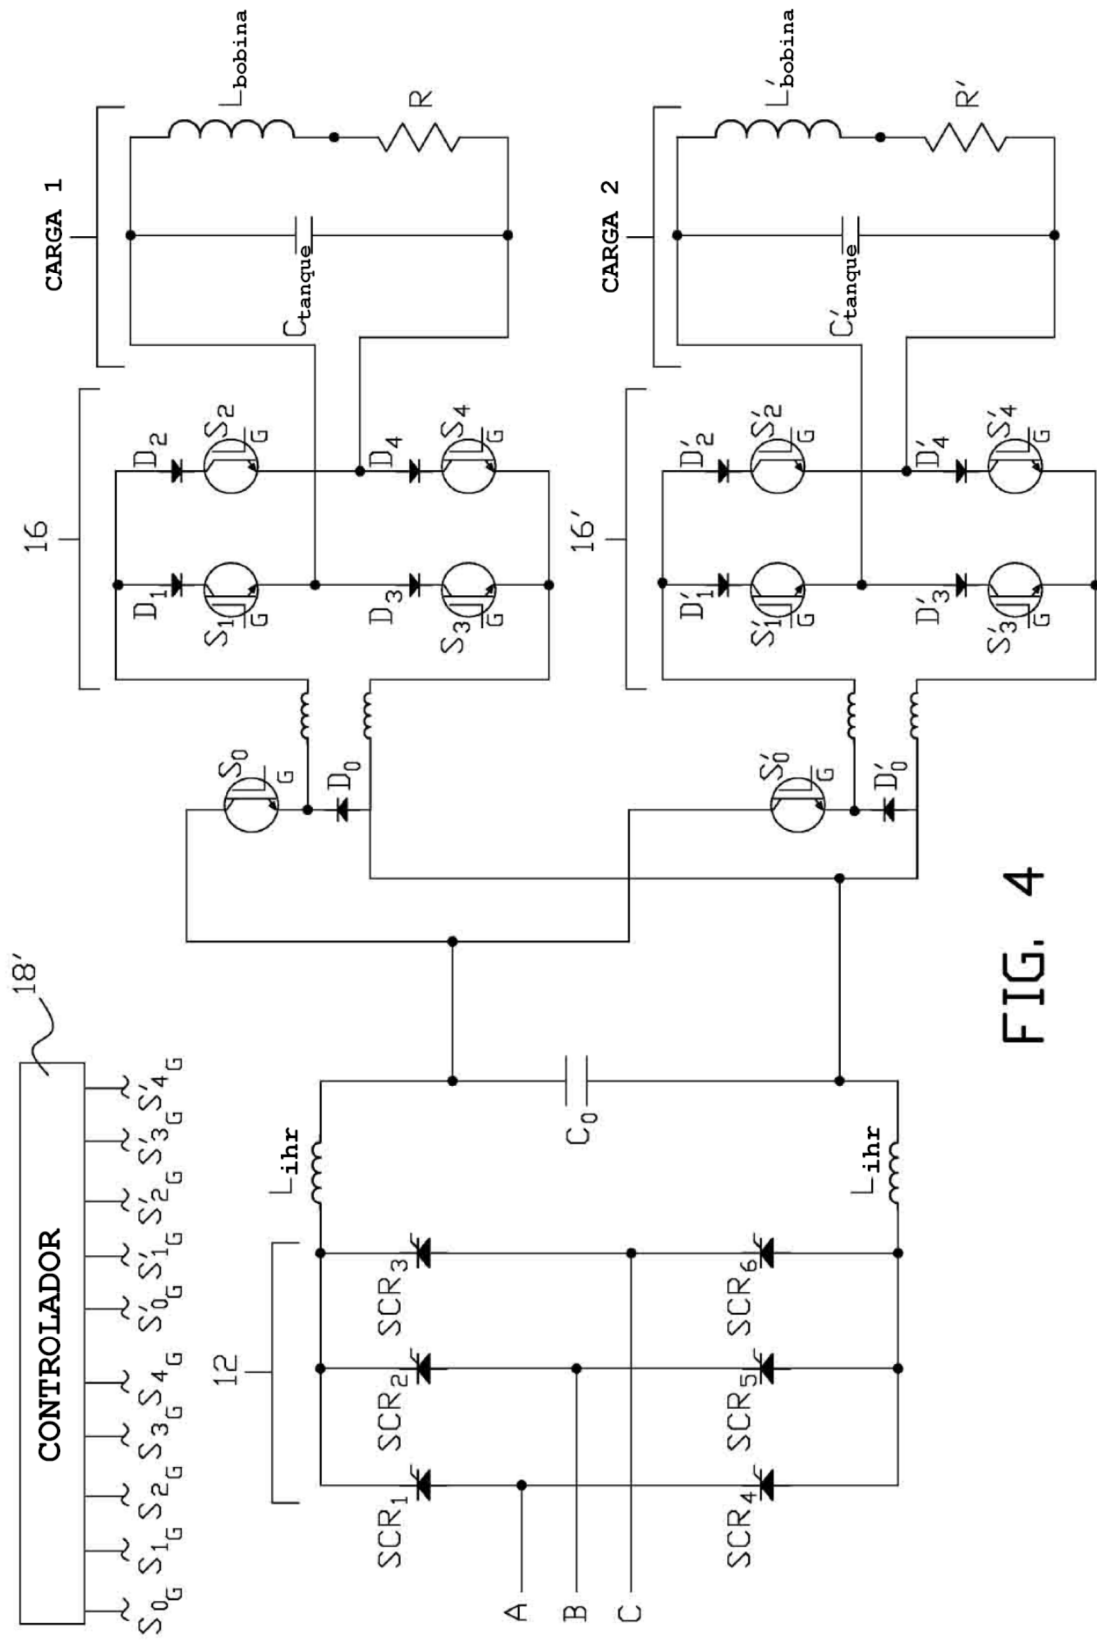 CONTROLADOR
18′
S0G S1G S2G S3G S4G S′0G S′1G S′2G S′3G S′4G
12
SCR1 SCR2 SCR3
Lihr
A
B
C
SCR4 SCR5 SCR6
Lihr
C0
S0
G
D0
16
D1 D2
S1 S2
G G
D3 D4
S3 S4
G G
CARGA 1
Ctanque
Lbobina
R
S′0
G
D′0
16′
D′1 D′2
S′1 S′2
G G
D′3 D′4
S′3 S′4
G G
CARGA 2
C′tanque
L′bobina
R′
FIG. 4